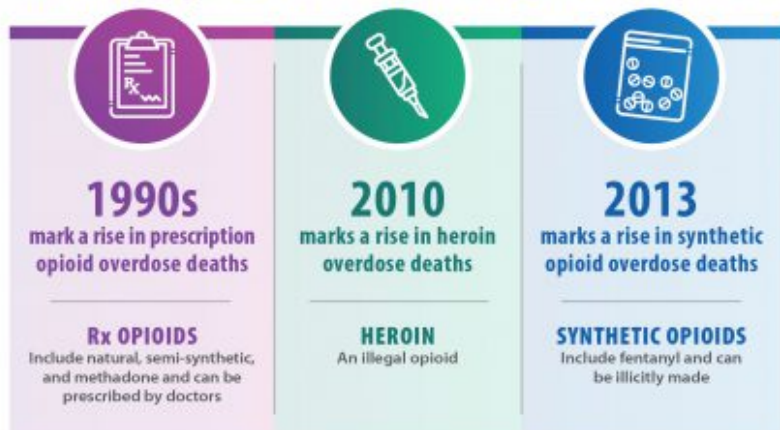 Rx
1990s
mark a rise in prescription
opioid overdose deaths
Rx OPIOIDS
Include natural, semi-synthetic,
and methadone and can be
prescribed by doctors
2010
marks a rise in heroin
overdose deaths
HEROIN
An illegal opioid
2013
marks a rise in synthetic
opioid overdose deaths
SYNTHETIC OPIOIDS
Include fentanyl and can
be illicitly made